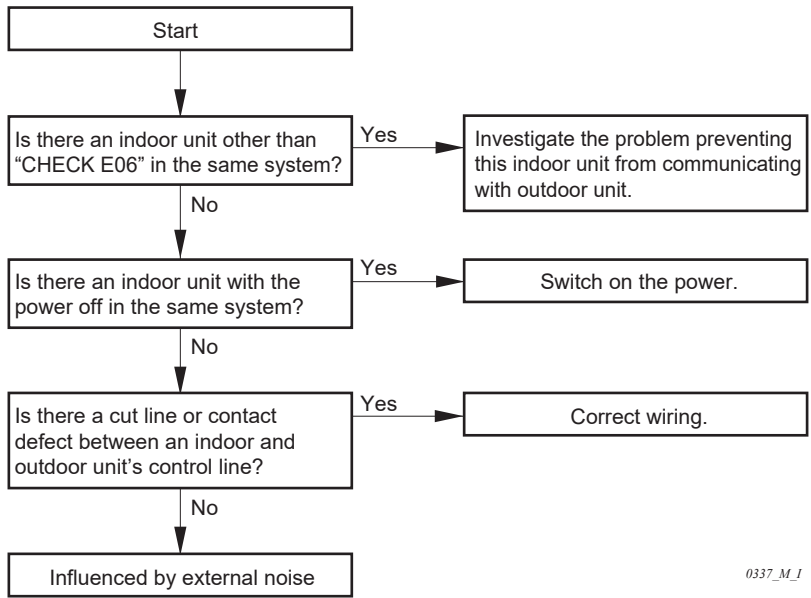 Start
Is there an indoor unit other than
“CHECK E06” in the same system?
Yes
Investigate the problem preventing
this indoor unit from communicating
with outdoor unit.
No
Is there an indoor unit with the
power off in the same system?
Yes
Switch on the power.
No
Is there a cut line or contact
defect between an indoor and
outdoor unit’s control line?
Yes
Correct wiring.
No
Influenced by external noise
0337_M_I